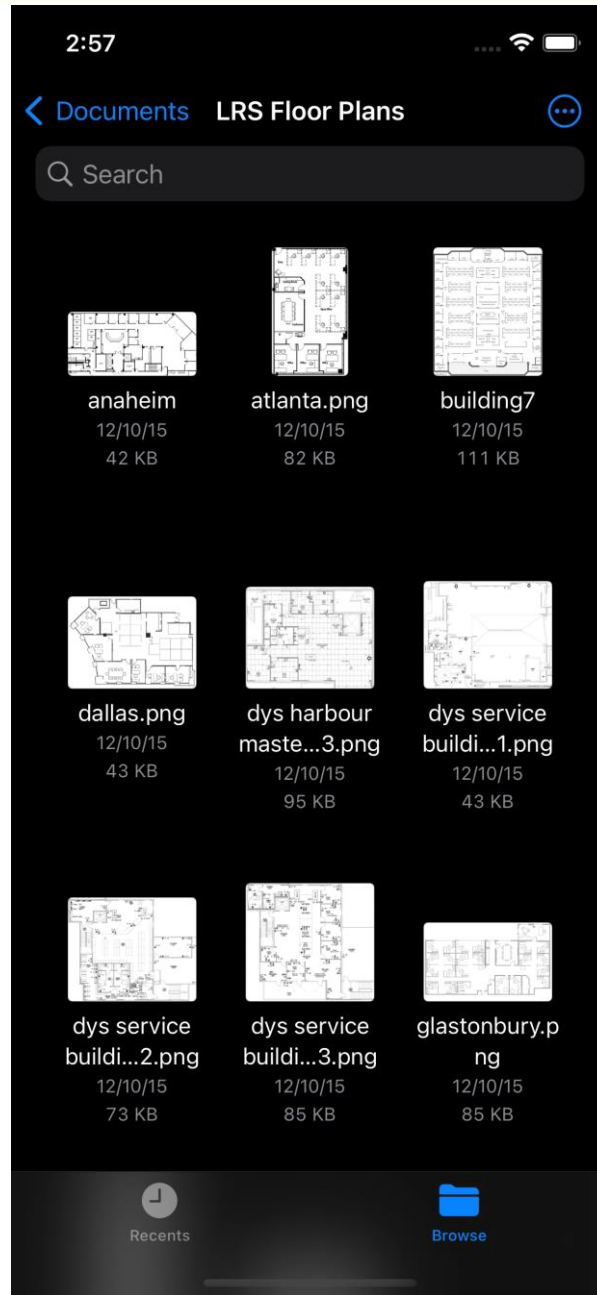 2:57
Documents
LRS Floor Plans
Search
anaheim
12/10/15
42 KB
atlanta.png
12/10/15
82 KB
building7
12/10/15
111 KB
dallas.png
12/10/15
43 KB
dys harbour
maste...3.png
12/10/15
95 KB
dys service
buildi...1.png
12/10/15
43 KB
dys service
buildi...2.png
12/10/15
73 KB
dys service
buildi...3.png
12/10/15
85 KB
glastonbury.p
ng
12/10/15
85 KB
Recents
Browse